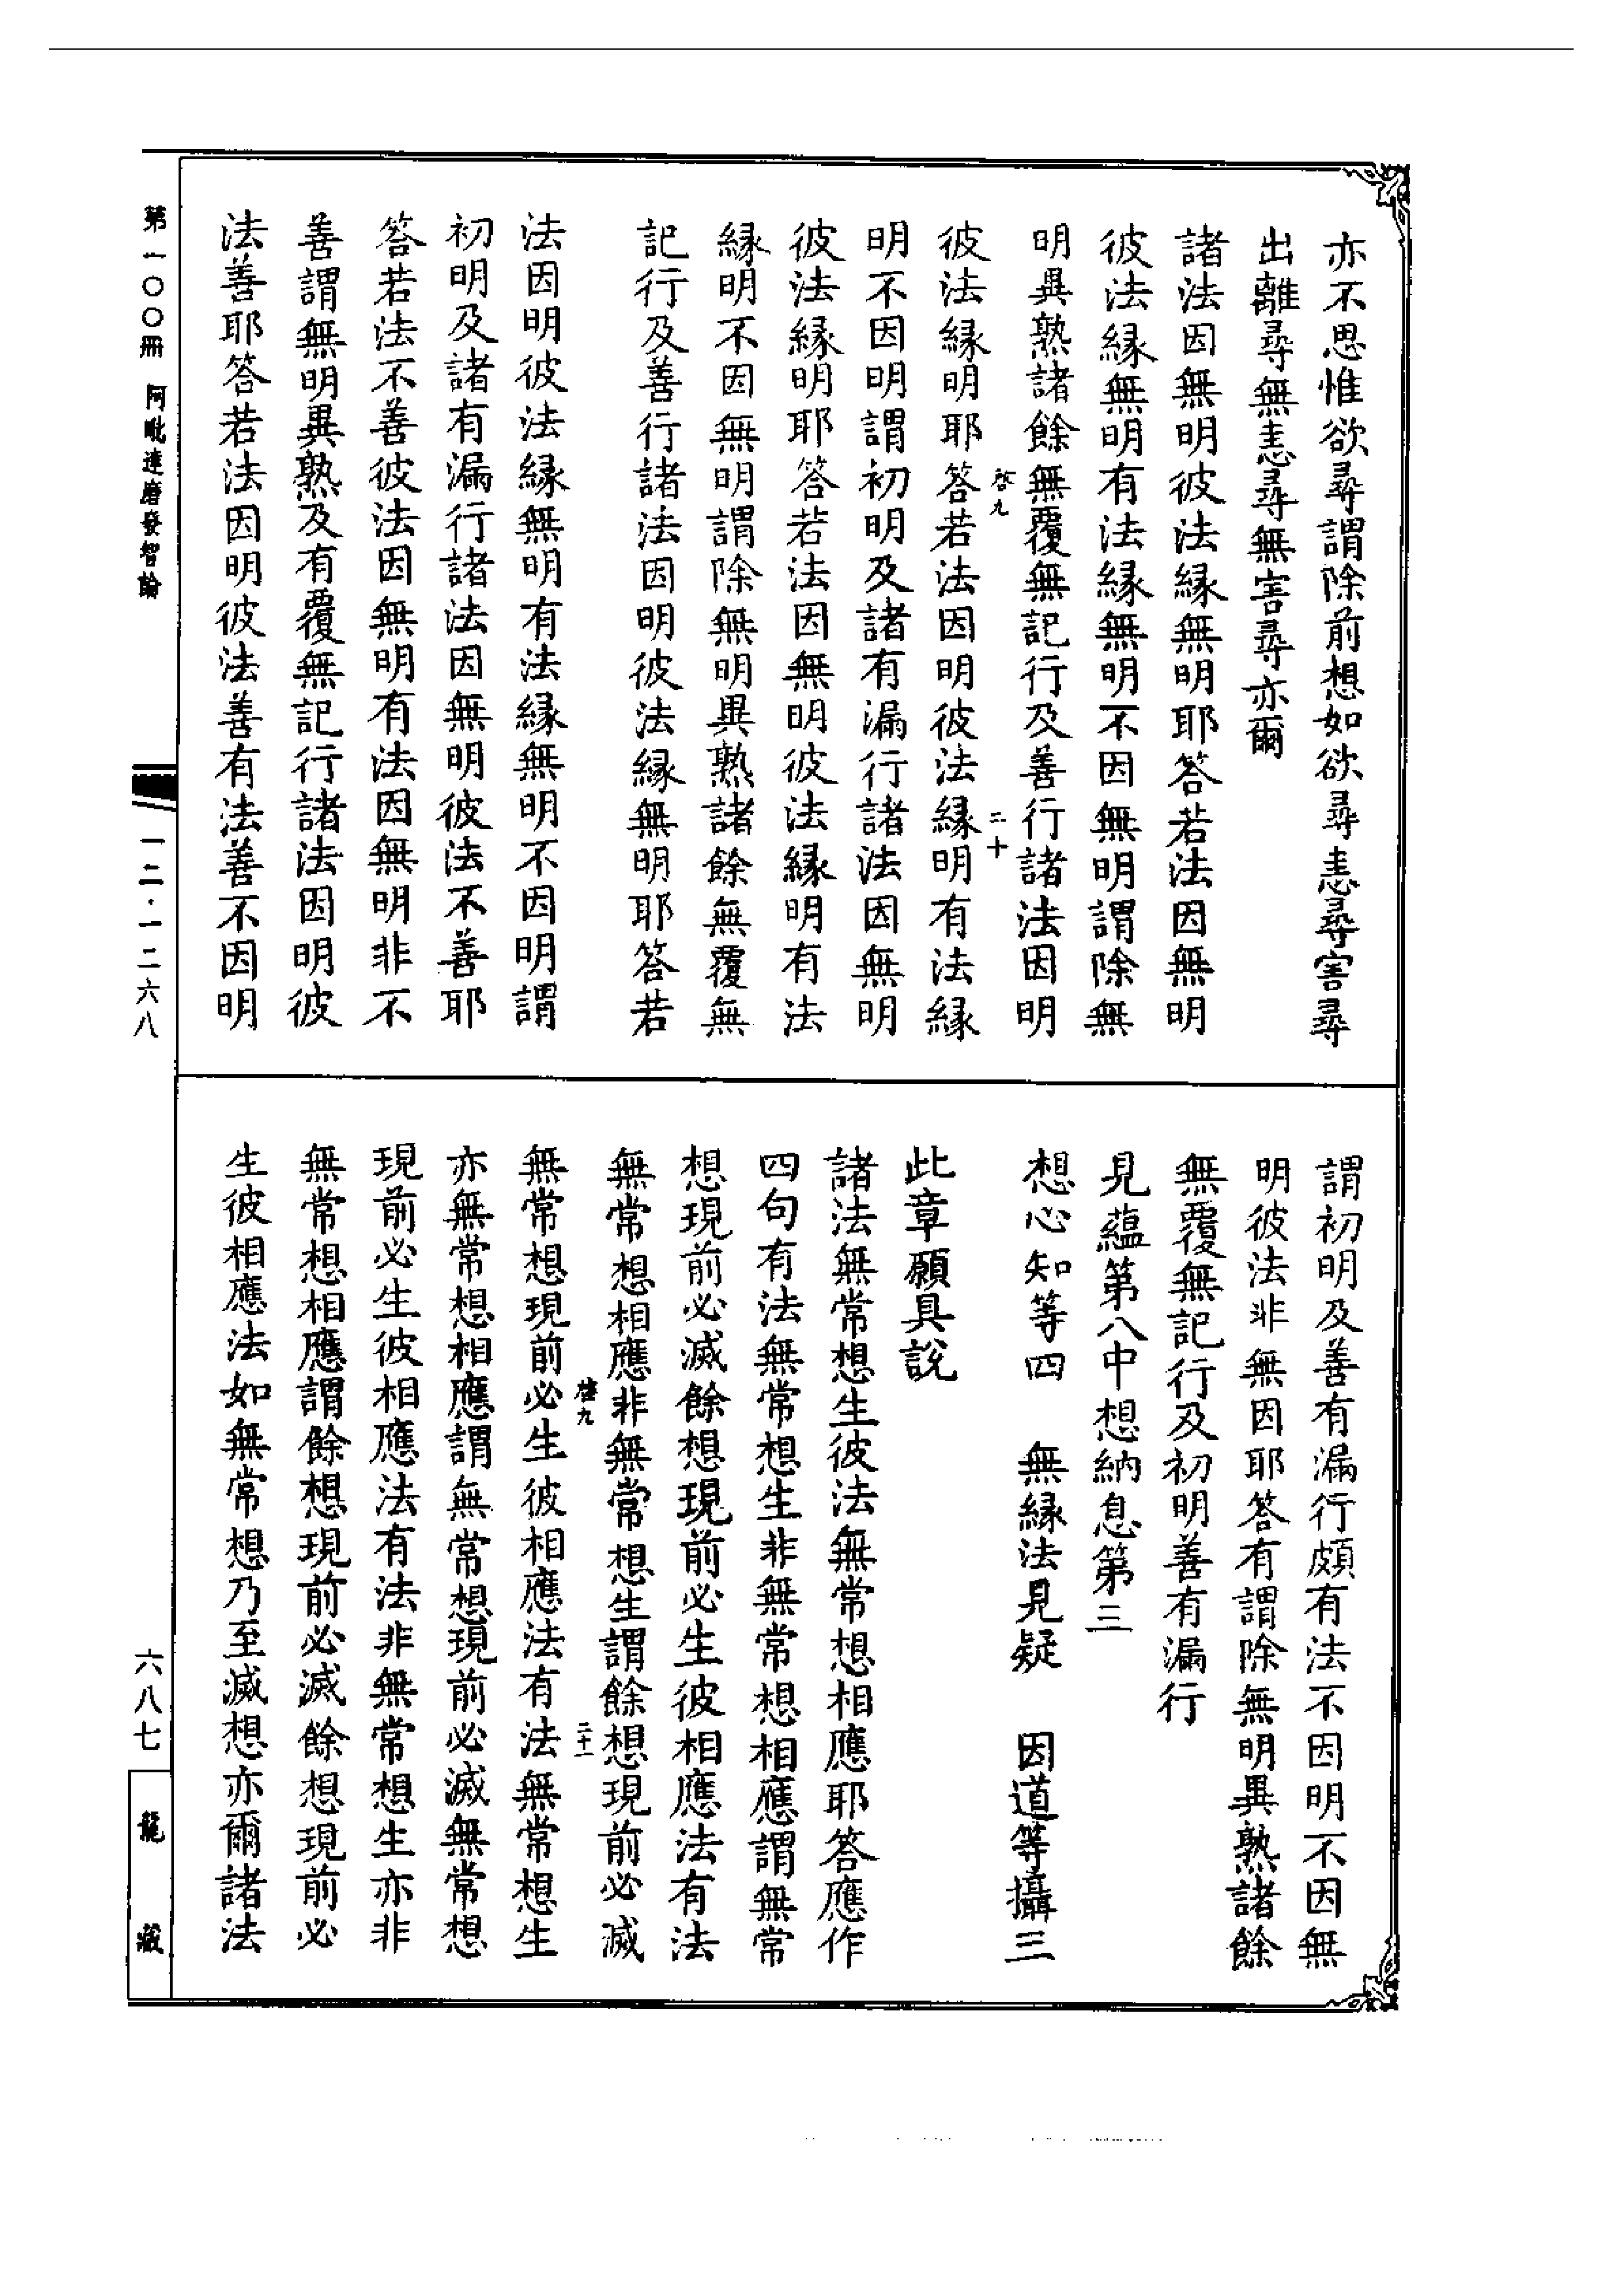 亦不思惟欲尋謂除前想如欲尋恚尋害尋
出離尋無恚尋無害尋亦爾
諸法因無明彼法緣無明耶答若法因無明
彼法緣無明有法緣無明不因無明謂除無
明異熟諸餘無覆無記行及善行諸法因明
啓九
二十
彼法緣明耶答若法因明彼法緣明有法緣
明不因明謂初明及諸有漏行諸法因無明
彼法緣明耶答若法因無明彼法緣明有法
緣明不因無明謂除無明異熟諸餘無覆無
記行及善行諸法因明彼法緣無明耶答若
法因明彼法緣無明有法緣無明不因明謂
初明及諸有漏行諸法因無明彼法不善耶
答若法不善彼法因無明有法因無明非不
善謂無明異熟及有覆無記行諸法因明彼
法善耶答若法因明彼法善有法善不因明
謂初明及善有漏行頗有法不因明不因無
明彼法非無因耶答有謂除無明異熟諸餘
無覆無記行及初明善有漏行
見蘊第八中想納息第三
想心知等四 無緣法見疑 因道等攝三
此章願具說
諸法無常想生彼法無常想相應耶答應作
四句有法無常想生非無常想相應謂無常
想現前必滅餘想現前必生彼相應法有法
無常想相應非無常想生謂餘想現前必滅
啓九
二十一
無常想現前必生彼相應法有法無常想生
亦無常想相應謂無常想現前必滅無常想
現前必生彼相應法有法非無常想生亦非
無常想相應謂餘想現前必滅餘想現前必
生彼相應法如無常想乃至滅想亦爾諸法
第一〇〇冊 阿毗達磨發智論
一二·一二六八
六八七
龍藏